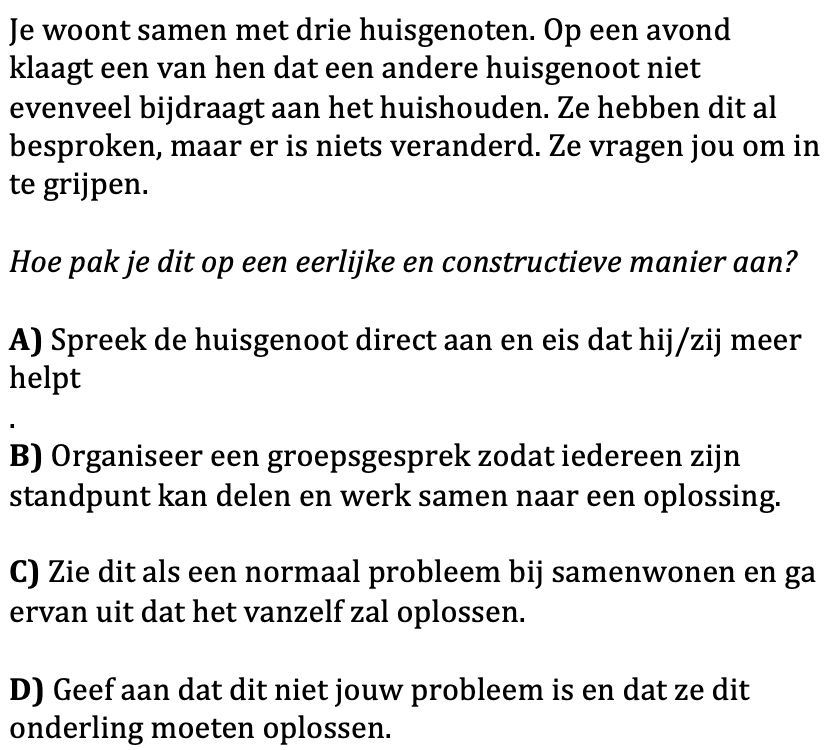 Je woont samen met drie huisgenoten. Op een avond
klaagt een van hen dat een andere huisgenoot niet
evenveel bijdraagt aan het huishouden. Ze hebben dit al
besproken, maar er is niets veranderd. Ze vragen jou om in
te grijpen.
Hoe pak je dit op een eerlijke en constructieve manier aan?
A) Spreek de huisgenoot direct aan en eis dat hij/zij meer
helpt
.
B) Organiseer een groepsgesprek zodat iedereen zijn
standpunt kan delen en werk samen naar een oplossing.
C) Zie dit als een normaal probleem bij samenwonen en ga
ervan uit dat het vanzelf zal oplossen.
D) Geef aan dat dit niet jouw probleem is en dat ze dit
onderling moeten oplossen.